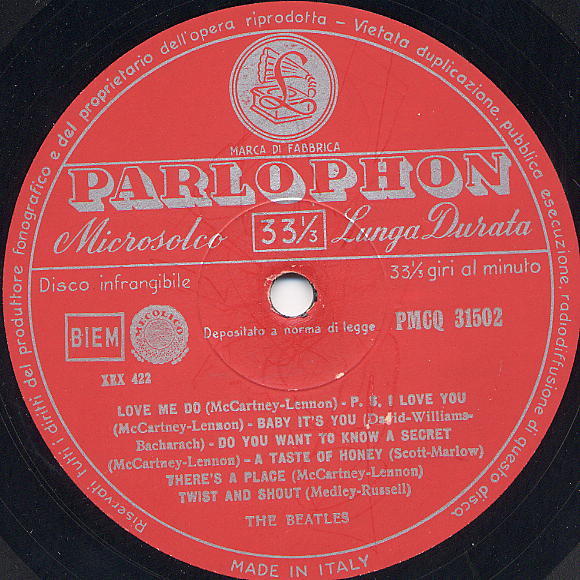 Riservati tutti i diritti del produttore fonografico e del proprietario dell'opera riprodotta - Vietata duplicazione, pubblica esecuzione, radiodiffusione di questo disco.
MARCA DI FABBRICA
PARLOPHON
Microsolco 33⅓ Lunga Durata
Disco infrangibile 33⅓ giri al minuto
BIEM Depositato a norma di legge PMCQ 31502
XEX 422
LOVE ME DO (McCartney-Lennon) - P. S. I LOVE YOU
(McCartney-Lennon) - BABY IT'S YOU (David-Williams-
Bacharach) - DO YOU WANT TO KNOW A SECRET
(McCartney-Lennon) - A TASTE OF HONEY (Scott-Marlow)
THERE'S A PLACE (McCartney-Lennon)
TWIST AND SHOUT (Medley-Russell)
THE BEATLES
MADE IN ITALY